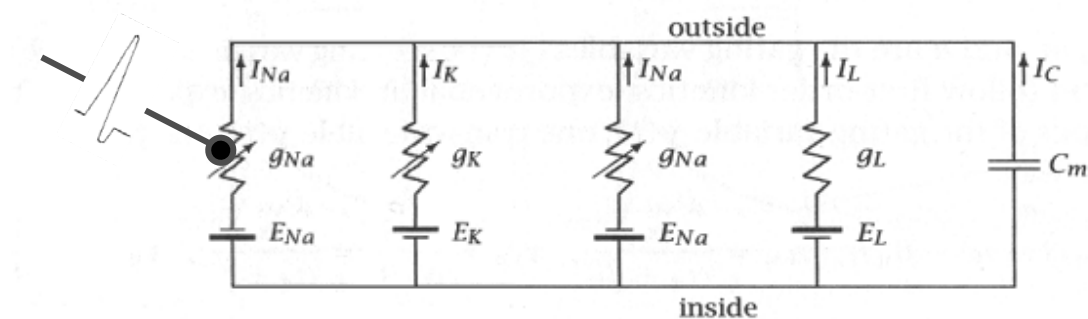 outside
I_Na I_K I_Na I_L I_C
g_Na g_K g_Na g_L C_m
E_Na E_K E_Na E_L
inside